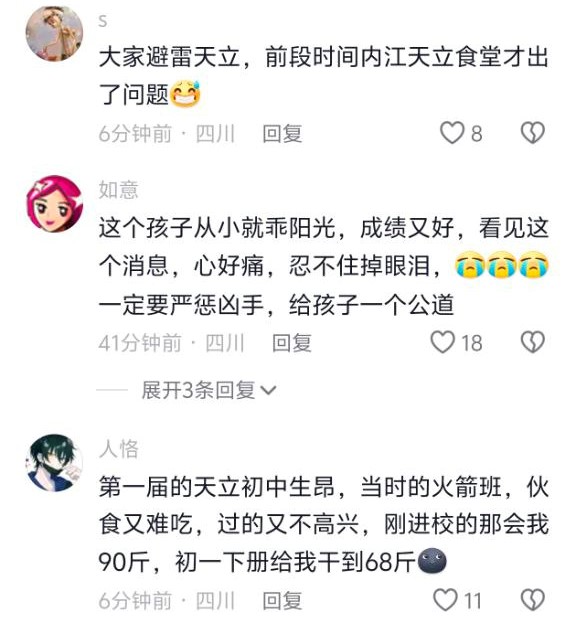 s
大家避雷天立，前段时间内江天立食堂才出
了问题😅
6分钟前 · 四川 回复 8
如意
这个孩子从小就乖阳光，成绩又好，看见这
个消息，心好痛，忍不住掉眼泪，😭😭😭
一定要严惩凶手，给孩子一个公道
41分钟前 · 四川 回复 18
展开3条回复
人恪
第一届的天立初中生昂，当时的火箭班，伙
食又难吃，过的又不高兴，刚进校的那会我
90斤，初一下册给我干到68斤🌚
6分钟前 · 四川 回复 11